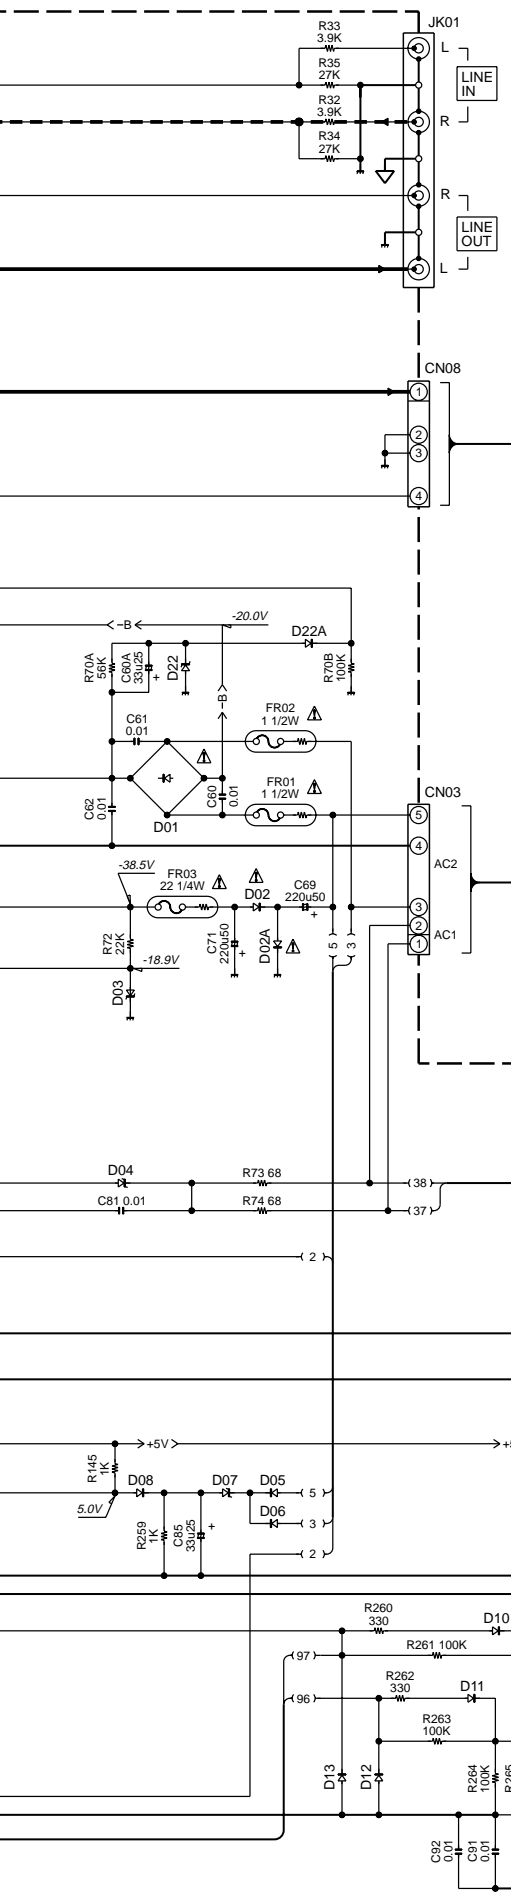 JK01
R33
3.9K
L
R35
27K
LINE
IN
R32
3.9K
R
R34
27K
R
LINE
OUT
L
CN08
1
2
3
4
-20.0V
−B
D22A
R70A
56K
C60A
33u25
+
D22
R70B
100K
−B
FR02
1 1/2W
C61
0.01
FR01
1 1/2W
C62
0.01
C60
0.01
D01
CN03
5
4
AC2
3
2
AC1
1
-38.5V
FR03
22 1/4W
D02
C69
220u50
+
R72
22K
C71
220u50
+
D02A
5
3
-18.9V
D03
D04
R73 68
38
C81 0.01
R74 68
37
2
+5V
R145
1K
D08
D07
D05
5
5.0V
D06
3
R259
1K
C85
33u25
+
2
R260
330
D10
97
R261 100K
96
R262
330
D11
R263
100K
D13
D12
R264
100K
R265
C92
0.01
C91
0.01